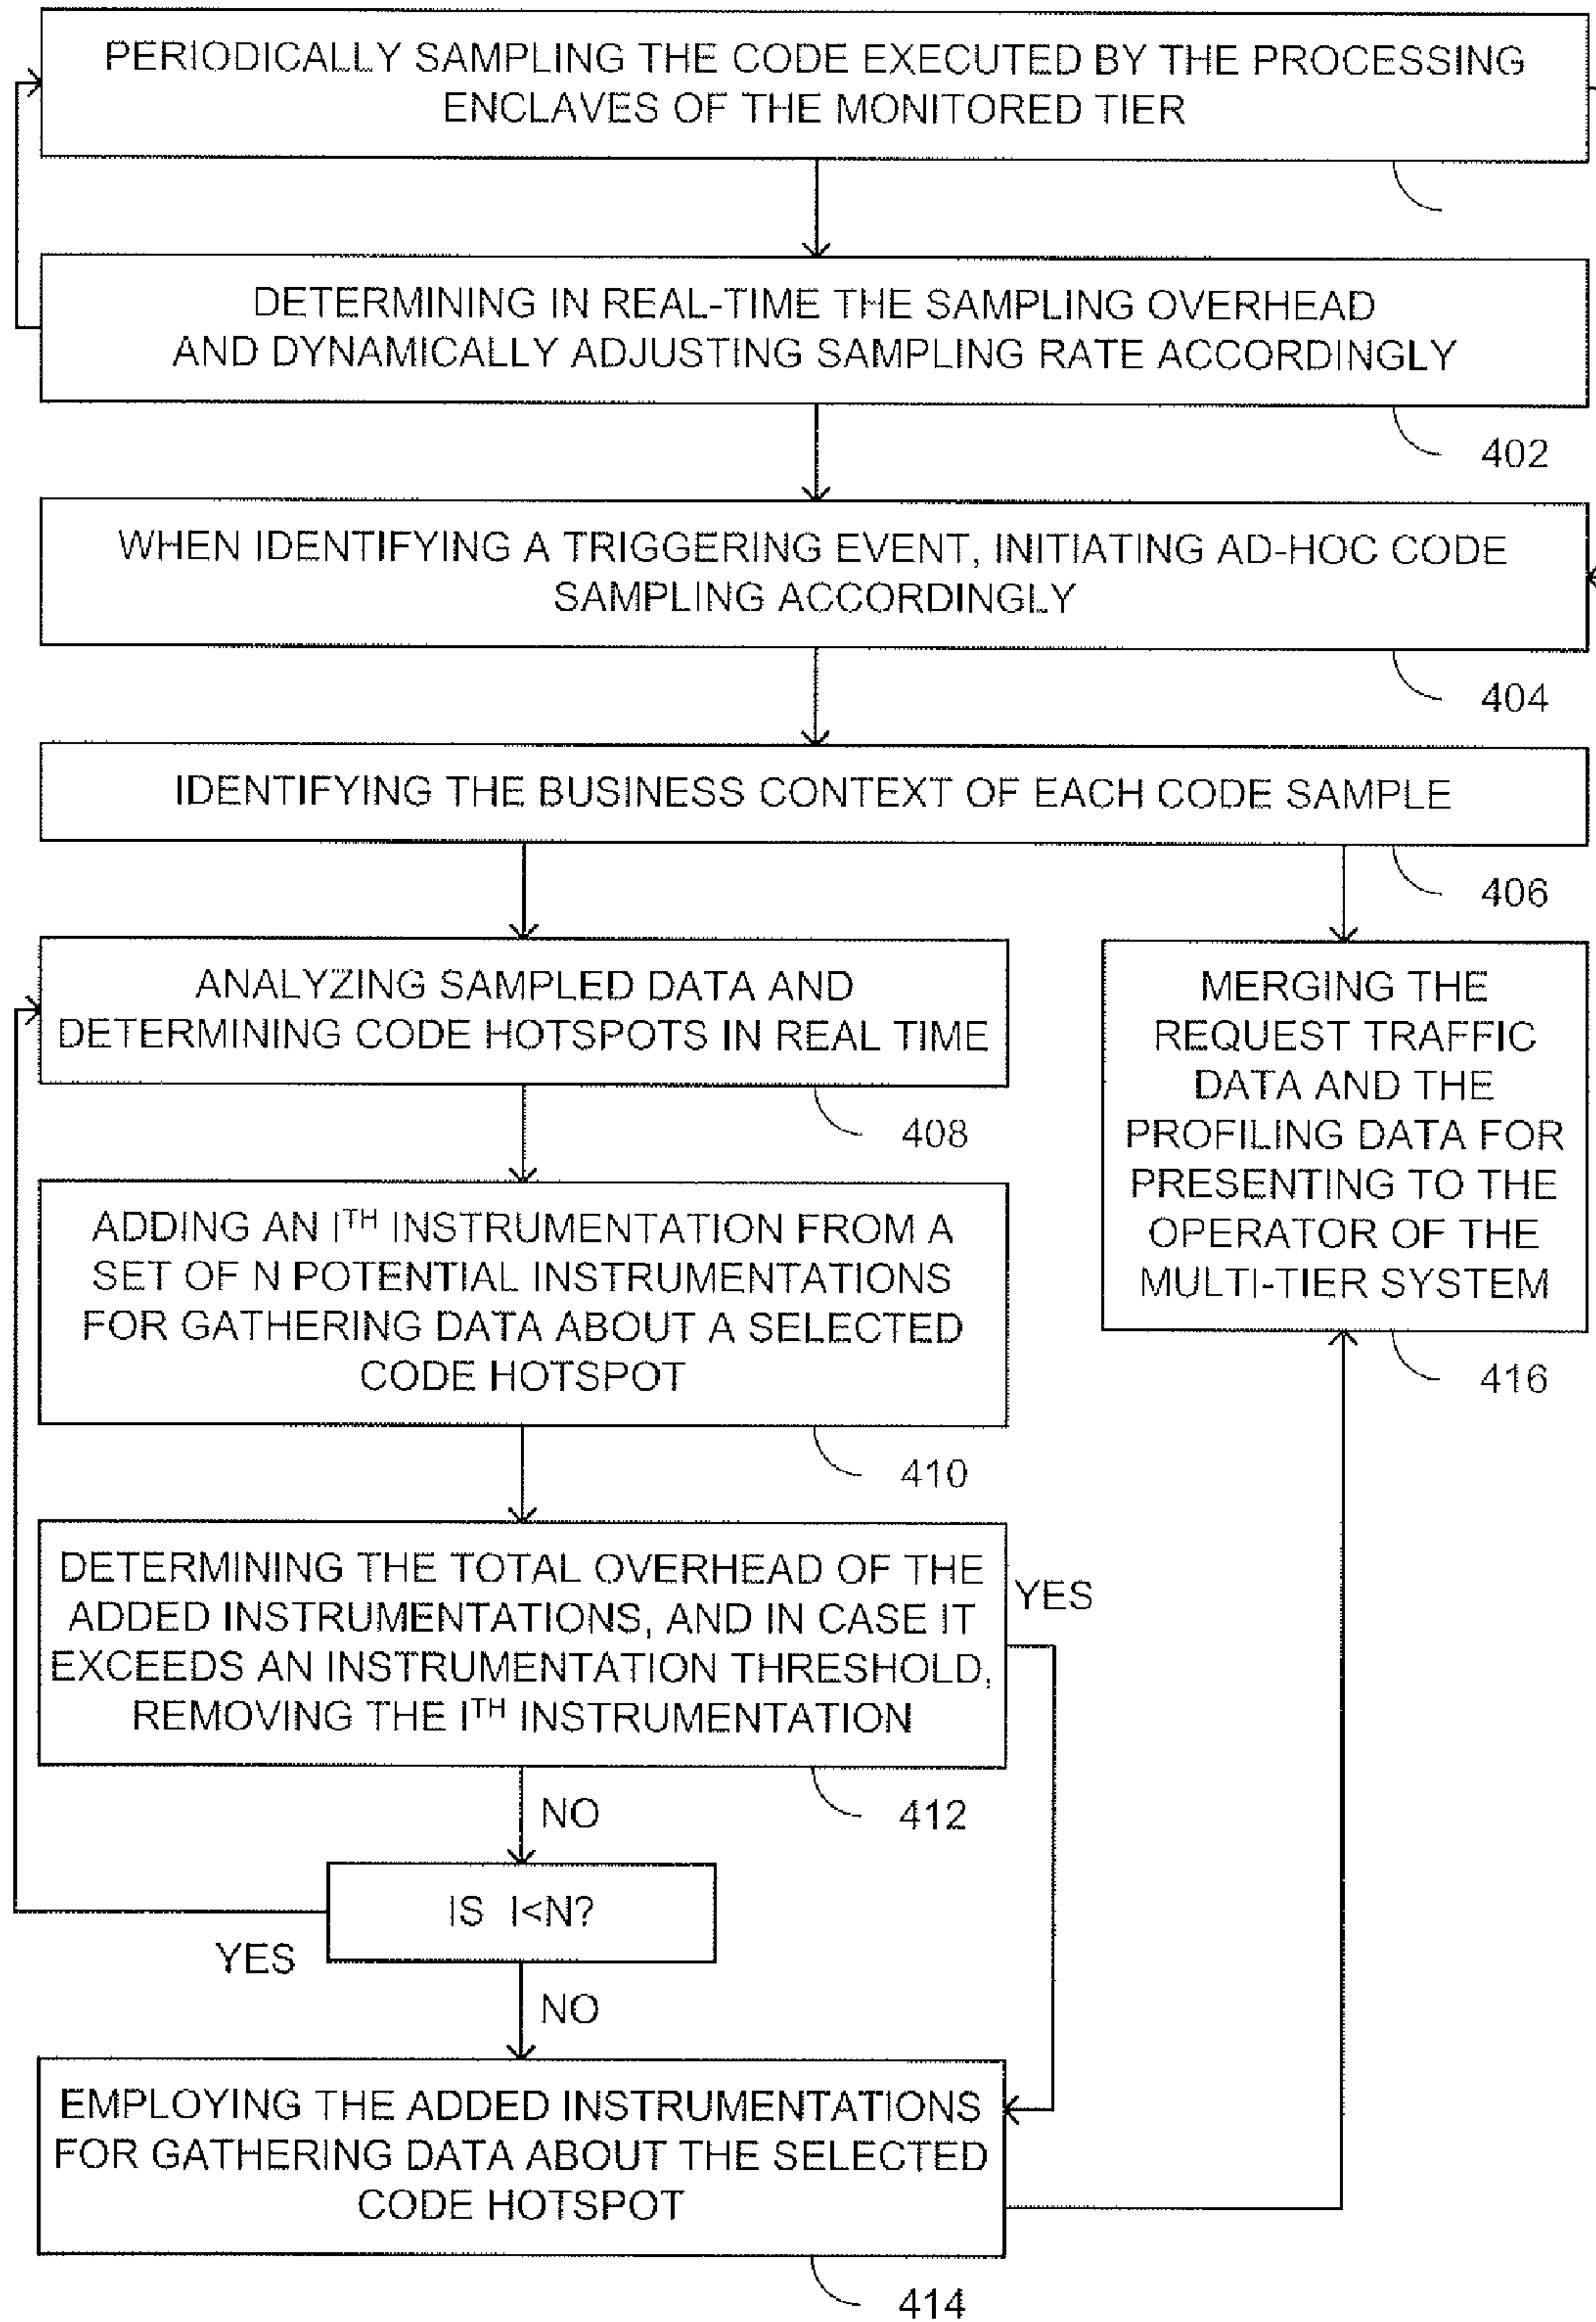 PERIODICALLY SAMPLING THE CODE EXECUTED BY THE PROCESSING
ENCLAVES OF THE MONITORED TIER
DETERMINING IN REAL-TIME THE SAMPLING OVERHEAD
AND DYNAMICALLY ADJUSTING SAMPLING RATE ACCORDINGLY
402
WHEN IDENTIFYING A TRIGGERING EVENT, INITIATING AD-HOC CODE
SAMPLING ACCORDINGLY
404
IDENTIFYING THE BUSINESS CONTEXT OF EACH CODE SAMPLE
406
ANALYZING SAMPLED DATA AND
DETERMINING CODE HOTSPOTS IN REAL TIME
408
MERGING THE
REQUEST TRAFFIC
DATA AND THE
PROFILING DATA FOR
PRESENTING TO THE
OPERATOR OF THE
MULTI-TIER SYSTEM
416
ADDING AN ITH INSTRUMENTATION FROM A
SET OF N POTENTIAL INSTRUMENTATIONS
FOR GATHERING DATA ABOUT A SELECTED
CODE HOTSPOT
410
DETERMINING THE TOTAL OVERHEAD OF THE
ADDED INSTRUMENTATIONS, AND IN CASE IT
EXCEEDS AN INSTRUMENTATION THRESHOLD,
REMOVING THE ITH INSTRUMENTATION
YES
412
NO
IS I<N?
YES
NO
EMPLOYING THE ADDED INSTRUMENTATIONS
FOR GATHERING DATA ABOUT THE SELECTED
CODE HOTSPOT
414